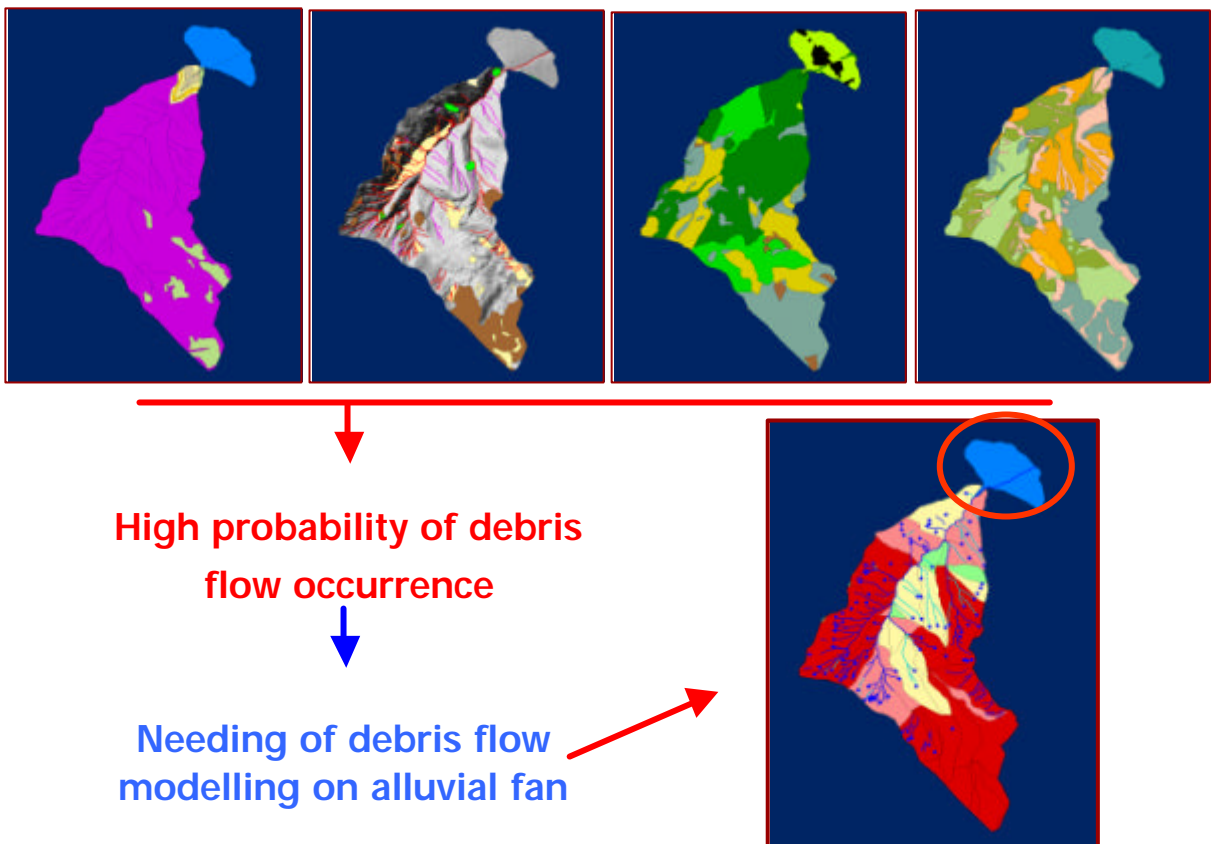 High probability of debris
flow occurrence
Needing of debris flow
modelling on alluvial fan